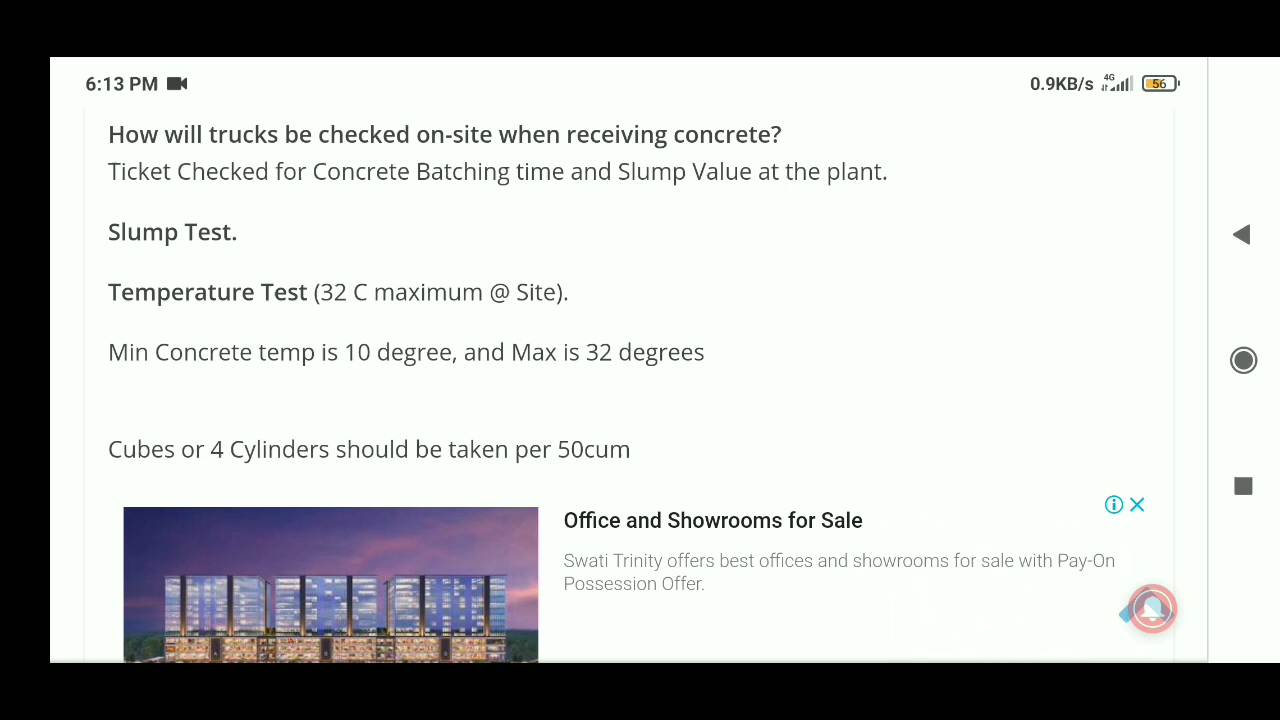 6:13 PM
0.9KB/s 4G 56
How will trucks be checked on-site when receiving concrete?
Ticket Checked for Concrete Batching time and Slump Value at the plant.
Slump Test.
Temperature Test (32 C maximum @ Site).
Min Concrete temp is 10 degree, and Max is 32 degrees
Cubes or 4 Cylinders should be taken per 50cum
Office and Showrooms for Sale
Swati Trinity offers best offices and showrooms for sale with Pay-On
Possession Offer.